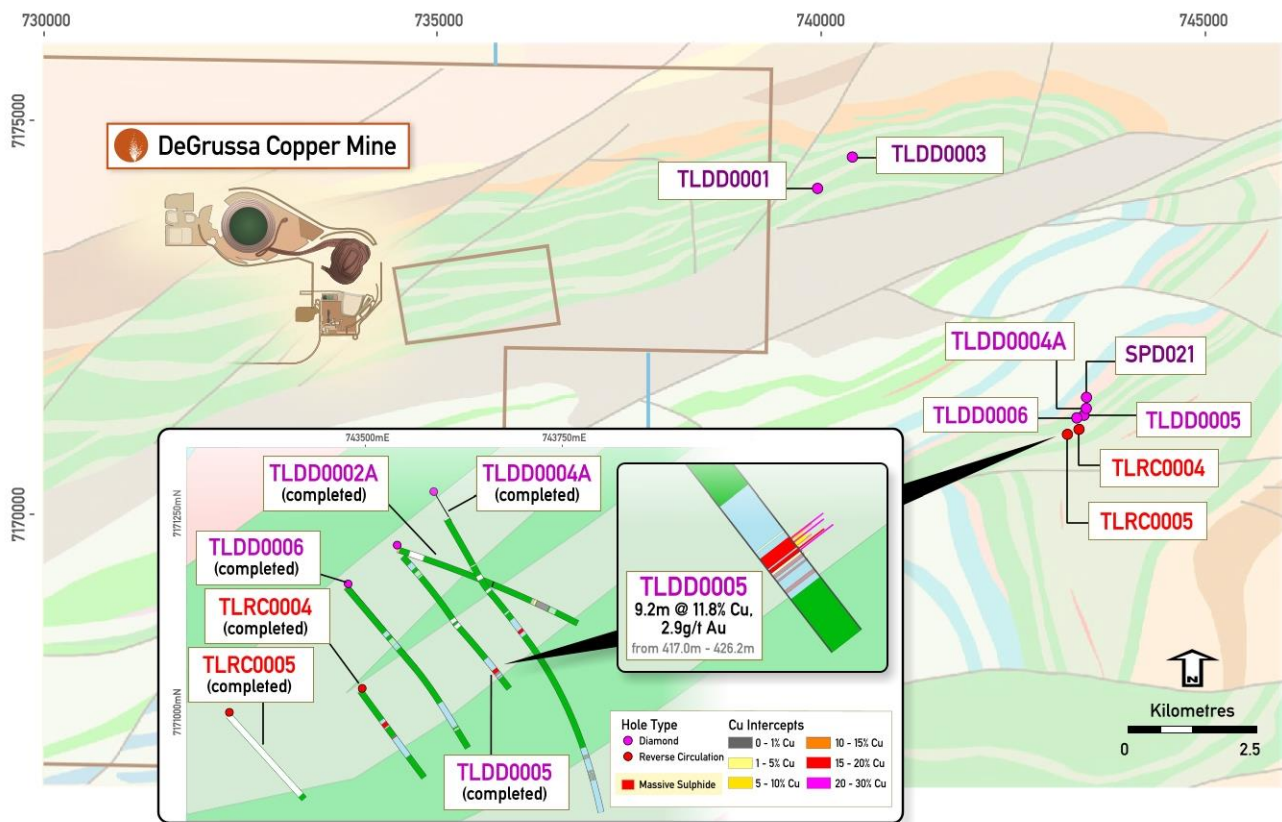 730000
735000
740000
745000
7175000
7170000
DeGrussa Copper Mine
TLDD0001
TLDD0003
TLDD0004A
SPD021
TLDD0006
TLDD0005
TLRC0004
TLRC0005
743500mE
743750mE
7171250mN
7171000mN
TLDD0002A
(completed)
TLDD0004A
(completed)
TLDD0006
(completed)
TLRC0004
(completed)
TLRC0005
(completed)
TLDD0005
(completed)
TLDD0005
9.2m @ 11.8% Cu,
2.9g/t Au
from 417.0m - 426.2m
Hole Type
Diamond
Reverse Circulation
Massive Sulphide
Cu Intercepts
0 - 1% Cu
1 - 5% Cu
5 - 10% Cu
10 - 15% Cu
15 - 20% Cu
20 - 30% Cu
N
Kilometres
0
2.5